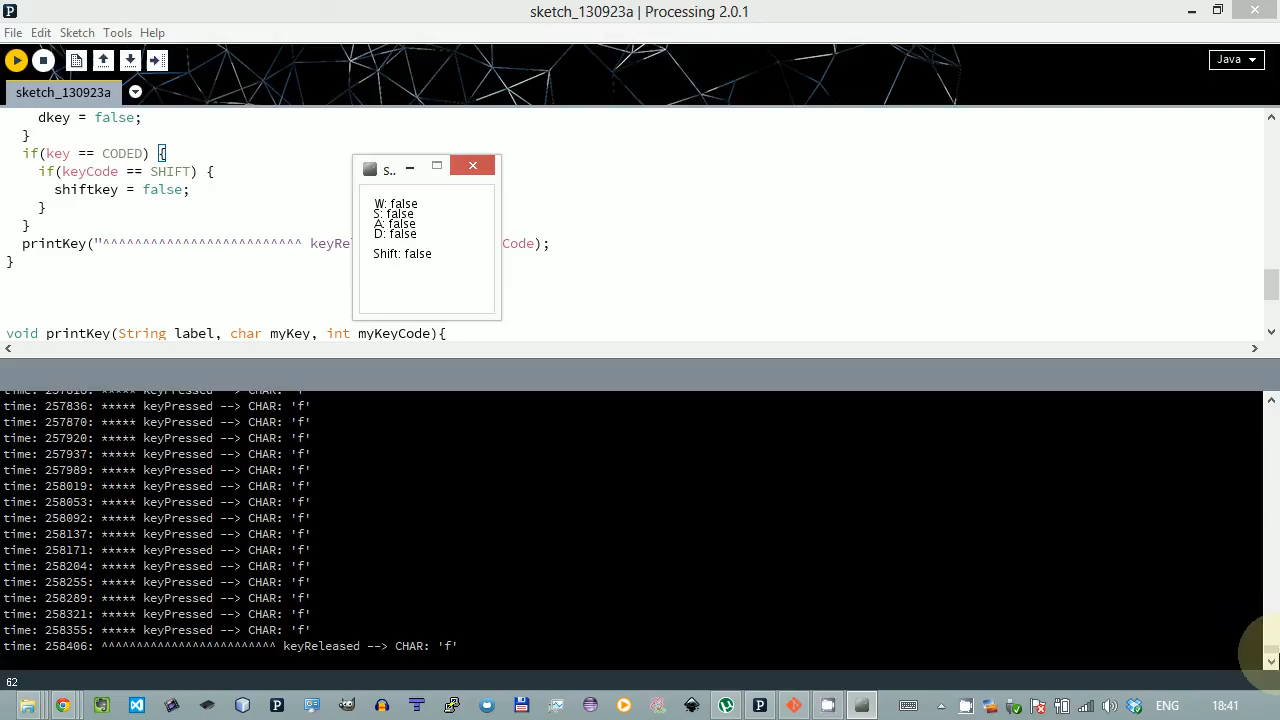 sketch_130923a | Processing 2.0.1
File Edit Sketch Tools Help
Java
sketch_130923a
dkey = false;
}
if(key == CODED) {
if(keyCode == SHIFT) {
shiftkey = false;
}
}
printKey("^^^^^^^^^^^^^^^^^^^^^^^^^ keyRe Code);
}
void printKey(String label, char myKey, int myKeyCode){
S..
W: false
S: false
A: false
D: false
Shift: false
time: 257836: ***** keyPressed --> CHAR: 'f'
time: 257870: ***** keyPressed --> CHAR: 'f'
time: 257920: ***** keyPressed --> CHAR: 'f'
time: 257937: ***** keyPressed --> CHAR: 'f'
time: 257989: ***** keyPressed --> CHAR: 'f'
time: 258019: ***** keyPressed --> CHAR: 'f'
time: 258053: ***** keyPressed --> CHAR: 'f'
time: 258092: ***** keyPressed --> CHAR: 'f'
time: 258137: ***** keyPressed --> CHAR: 'f'
time: 258171: ***** keyPressed --> CHAR: 'f'
time: 258204: ***** keyPressed --> CHAR: 'f'
time: 258255: ***** keyPressed --> CHAR: 'f'
time: 258289: ***** keyPressed --> CHAR: 'f'
time: 258321: ***** keyPressed --> CHAR: 'f'
time: 258355: ***** keyPressed --> CHAR: 'f'
time: 258406: ^^^^^^^^^^^^^^^^^^^^^^^^^ keyReleased --> CHAR: 'f'
62
ENG 18:41